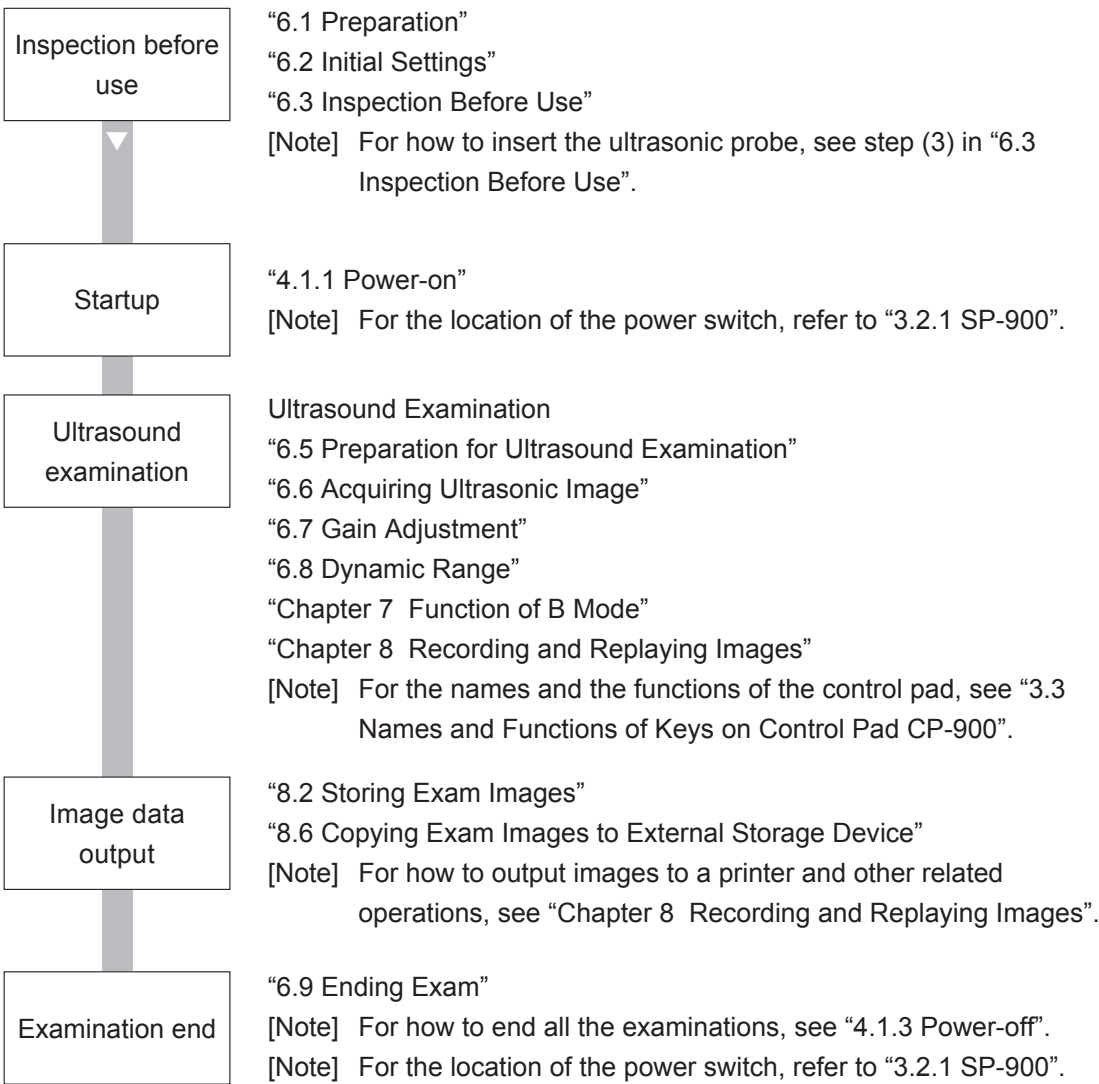 Inspection before
use
“6.1 Preparation”
“6.2 Initial Settings”
“6.3 Inspection Before Use”
[Note] For how to insert the ultrasonic probe, see step (3) in “6.3
Inspection Before Use”.
Startup
“4.1.1 Power-on”
[Note] For the location of the power switch, refer to “3.2.1 SP-900”.
Ultrasound
examination
Ultrasound Examination
“6.5 Preparation for Ultrasound Examination”
“6.6 Acquiring Ultrasonic Image”
“6.7 Gain Adjustment”
“6.8 Dynamic Range”
“Chapter 7 Function of B Mode”
“Chapter 8 Recording and Replaying Images”
[Note] For the names and the functions of the control pad, see “3.3
Names and Functions of Keys on Control Pad CP-900”.
Image data
output
“8.2 Storing Exam Images”
“8.6 Copying Exam Images to External Storage Device”
[Note] For how to output images to a printer and other related
operations, see “Chapter 8 Recording and Replaying Images”.
Examination end
“6.9 Ending Exam”
[Note] For how to end all the examinations, see “4.1.3 Power-off”.
[Note] For the location of the power switch, refer to “3.2.1 SP-900”.